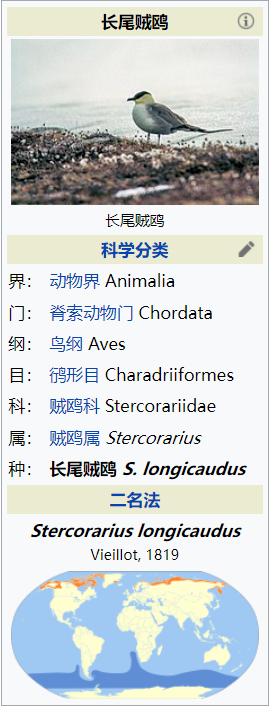 长尾贼鸥
长尾贼鸥
科学分类
界： 动物界 Animalia
门： 脊索动物门 Chordata
纲： 鸟纲 Aves
目： 鸻形目 Charadriiformes
科： 贼鸥科 Stercorariidae
属： 贼鸥属 Stercorarius
种： 长尾贼鸥 S. longicaudus
二名法
Stercorarius longicaudus
Vieillot, 1819